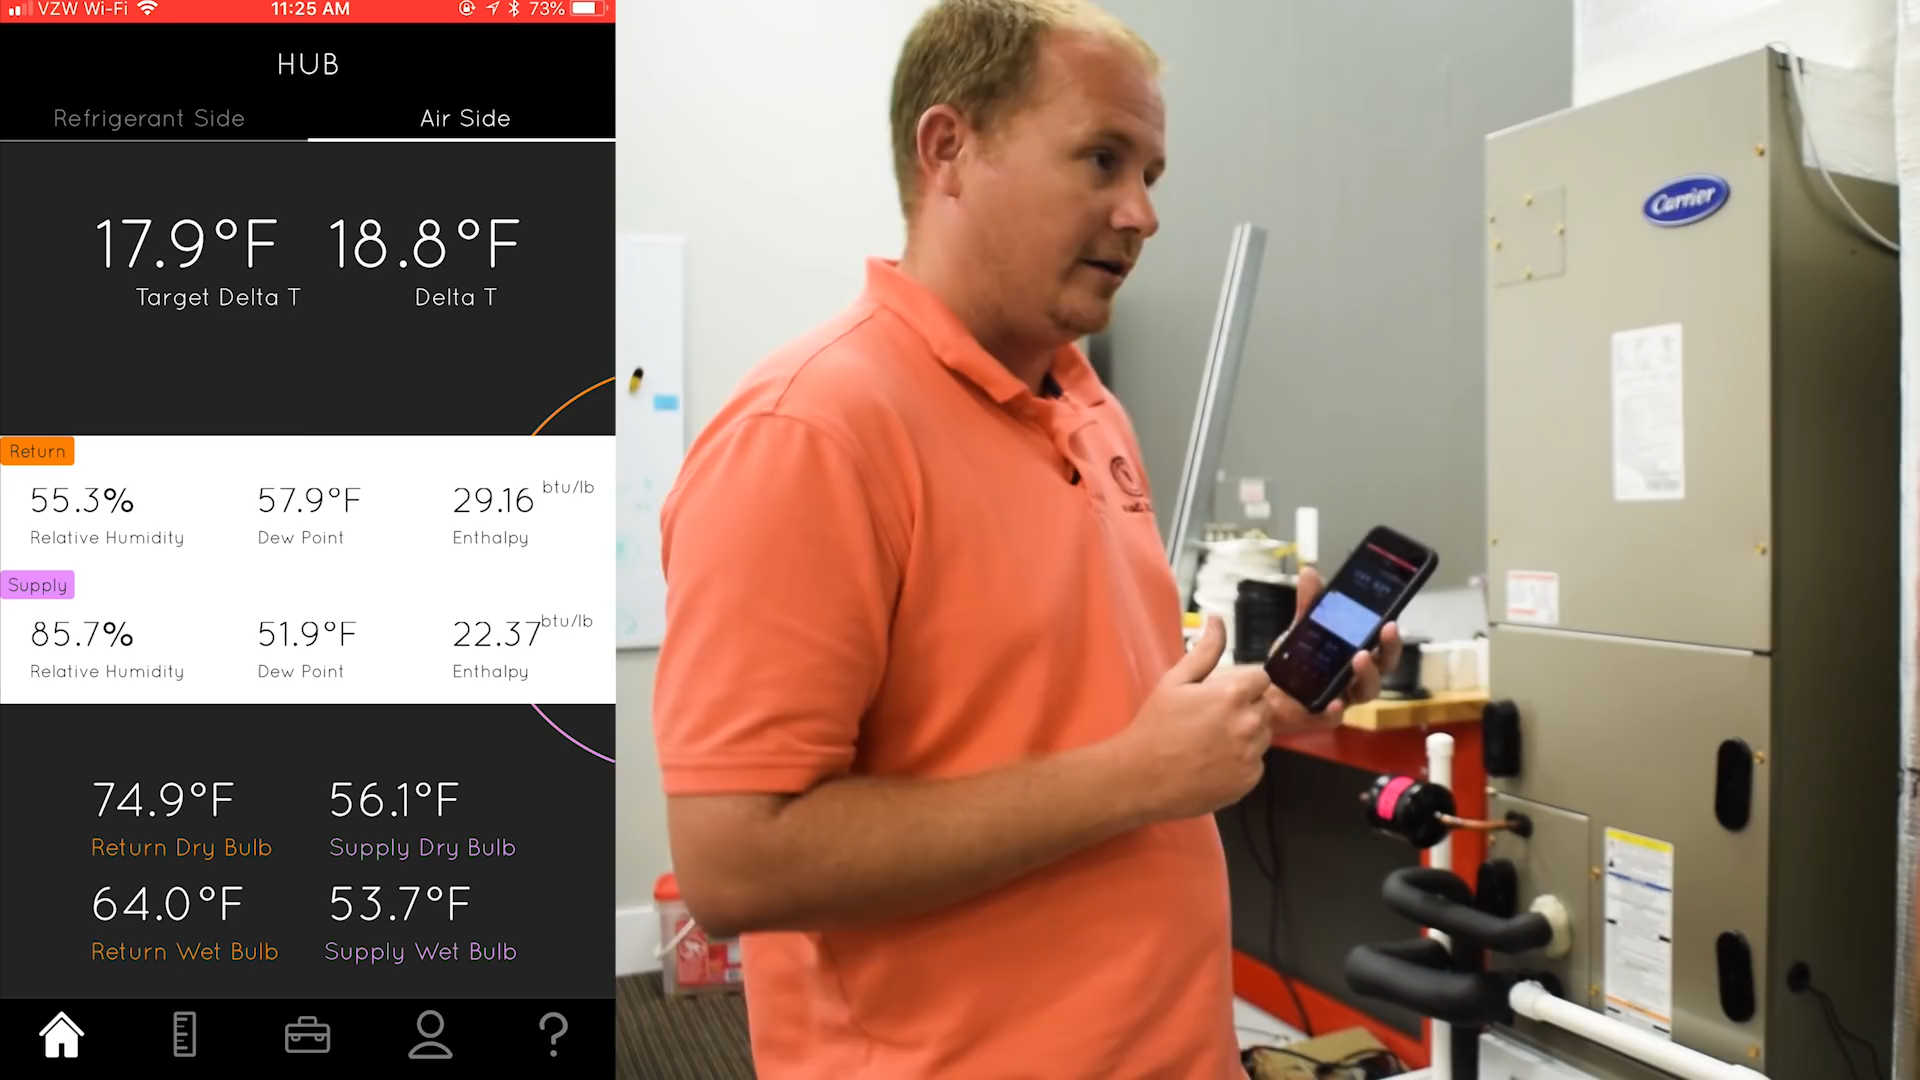 VZW Wi-Fi 11:25 AM 73%
HUB
Refrigerant Side Air Side
17.9°F 18.8°F
Target Delta T Delta T
Return
55.3% 57.9°F 29.16 btu/lb
Relative Humidity Dew Point Enthalpy
Supply
85.7% 51.9°F 22.37 btu/lb
Relative Humidity Dew Point Enthalpy
74.9°F 56.1°F
Return Dry Bulb Supply Dry Bulb
64.0°F 53.7°F
Return Wet Bulb Supply Wet Bulb
?
Carrier